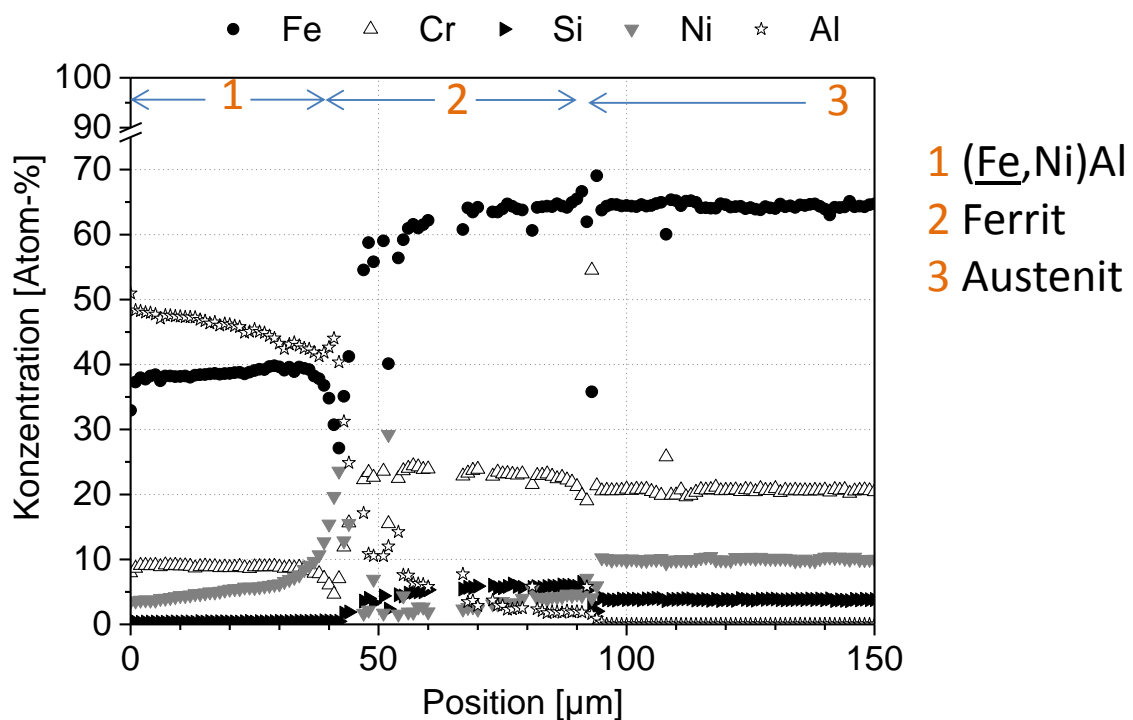 Fe Cr Si Ni Al
100
90
70
60
50
40
30
20
10
0
Konzentration [Atom-%]
1 2 3
0 50 100 150
Position [µm]
1 (Fe,Ni)Al
2 Ferrit
3 Austenit